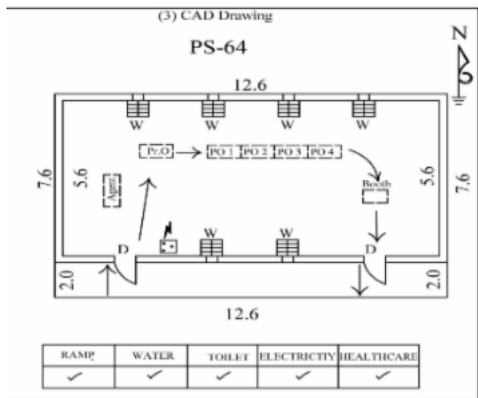 (3) CAD Drawing
PS-64
N
12.6
W W W W
Pr.O PO 1 PO 2 PO 3 PO 4
7.6 5.6 Agent Booth 5.6 7.6
W W
D D
2.0 2.0
12.6
RAMP WATER TOILET ELECTRICTIY HEALTHCARE
✓ ✓ ✓ ✓ ✓